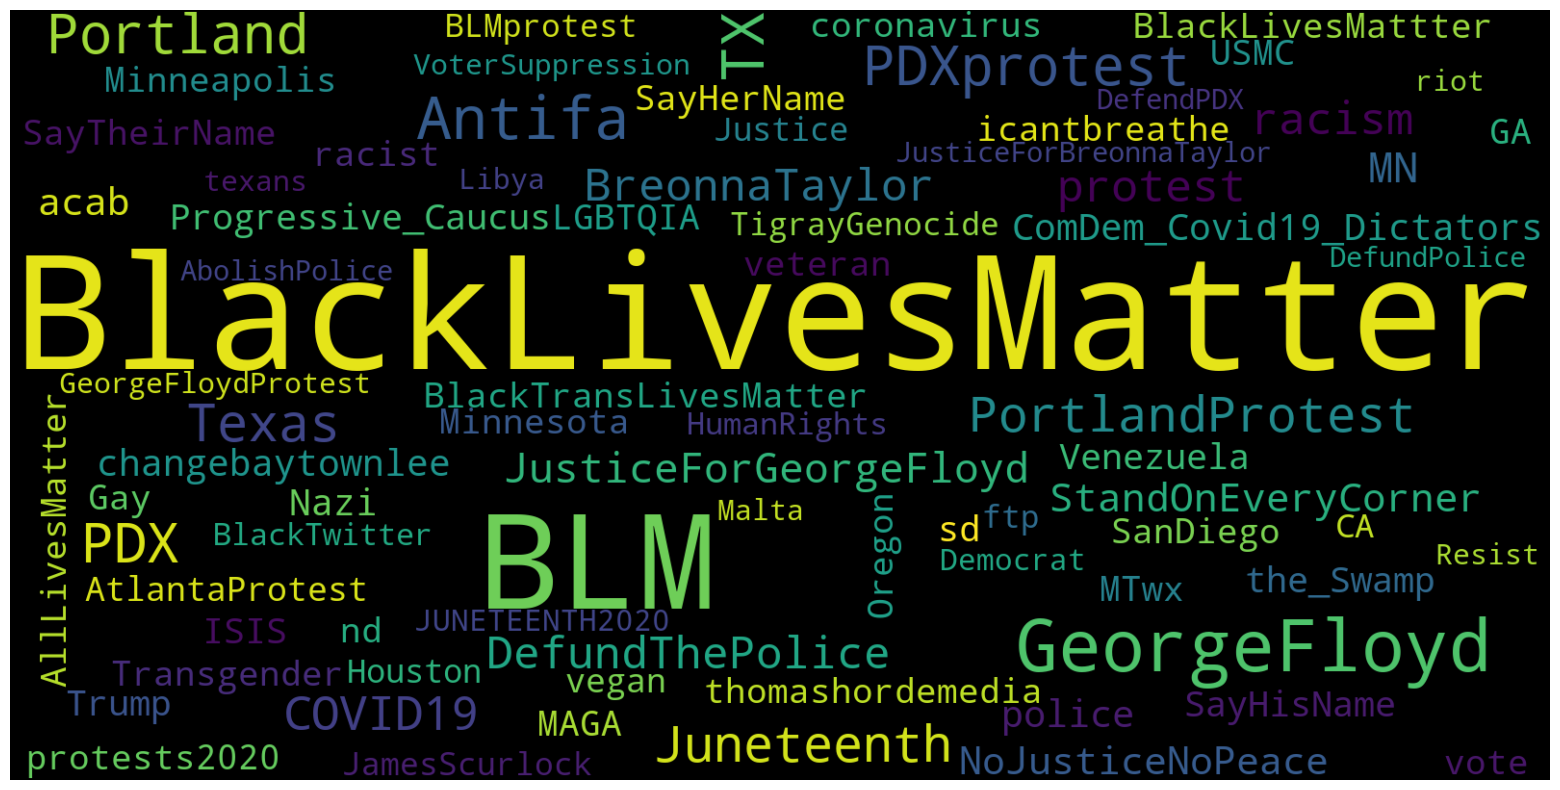 Portland
BLMprotest
TX
coronavirus
BlackLivesMattter
Minneapolis
VoterSuppression
PDXprotest
USMC
riot
Antifa
SayHerName
DefendPDX
SayTheirName
racist
Justice
icantbreathe
racism
GA
texans
Libya
JusticeForBreonnaTaylor
MN
acab
BreonnaTaylor
protest
Progressive_Caucus
LGBTQIA
TigrayGenocide
ComDem_Covid19_Dictators
AbolishPolice
veteran
DefundPolice
BlackLivesMatter
GeorgeFloydProtest
BlackTransLivesMatter
Texas
Minnesota
HumanRights
PortlandProtest
AllLivesMatter
changebaytownlee
JusticeForGeorgeFloyd
Venezuela
Gay
Nazi
Malta
Oregon
StandOnEveryCorner
PDX
BlackTwitter
BLM
sd
ftp
SanDiego
CA
Democrat
Resist
AtlantaProtest
MTwx
the_Swamp
ISIS
nd
JUNETEENTH2020
GeorgeFloyd
Transgender
Houston
DefundThePolice
vegan
thomashordemedia
Trump
COVID19
MAGA
police
SayHisName
Juneteenth
protests2020
JamesScurlock
NoJusticeNoPeace
vote